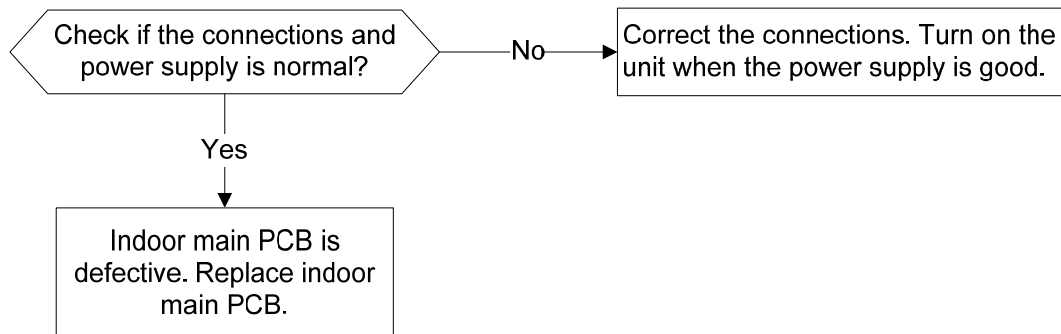 Check if the connections and
power supply is normal?
No
Correct the connections. Turn on the
unit when the power supply is good.
Yes
Indoor main PCB is
defective. Replace indoor
main PCB.